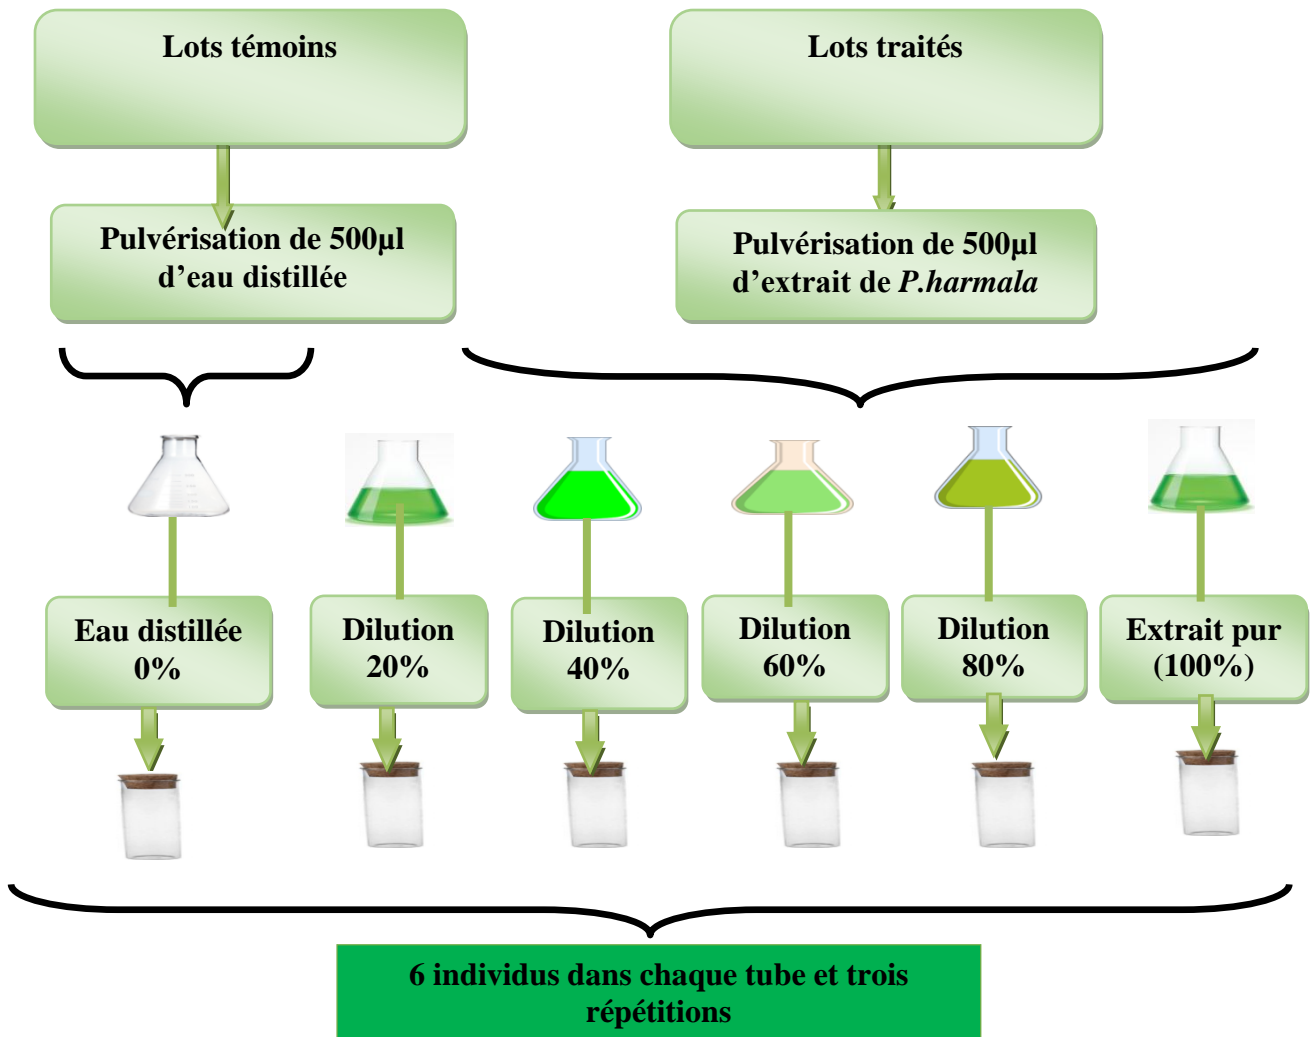 Lots témoins
Lots traités
Pulvérisation de 500µl
d’eau distillée
Pulvérisation de 500µl
d’extrait de P.harmala
Eau distillée
0%
Dilution
20%
Dilution
40%
Dilution
60%
Dilution
80%
Extrait pur
(100%)
6 individus dans chaque tube et trois
répétitions